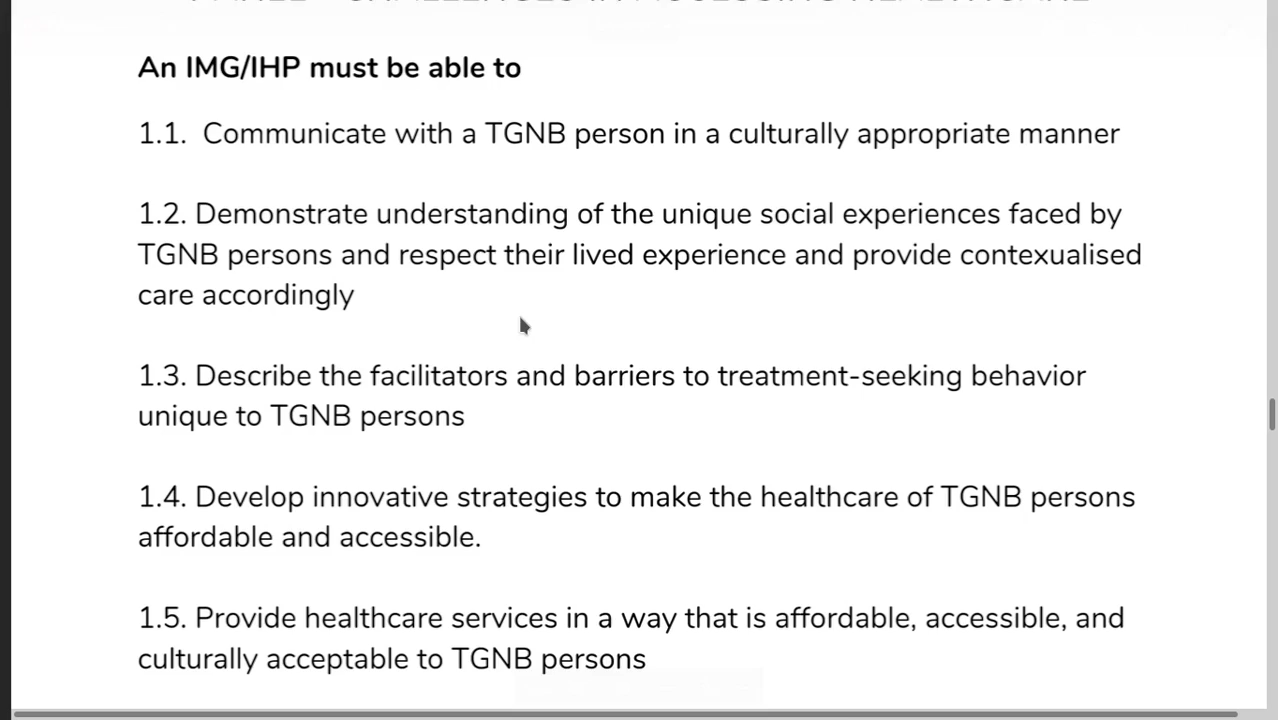 An IMG/IHP must be able to
1.1. Communicate with a TGNB person in a culturally appropriate manner
1.2. Demonstrate understanding of the unique social experiences faced by
TGNB persons and respect their lived experience and provide contexualised
care accordingly
1.3. Describe the facilitators and barriers to treatment-seeking behavior
unique to TGNB persons
1.4. Develop innovative strategies to make the healthcare of TGNB persons
affordable and accessible.
1.5. Provide healthcare services in a way that is affordable, accessible, and
culturally acceptable to TGNB persons